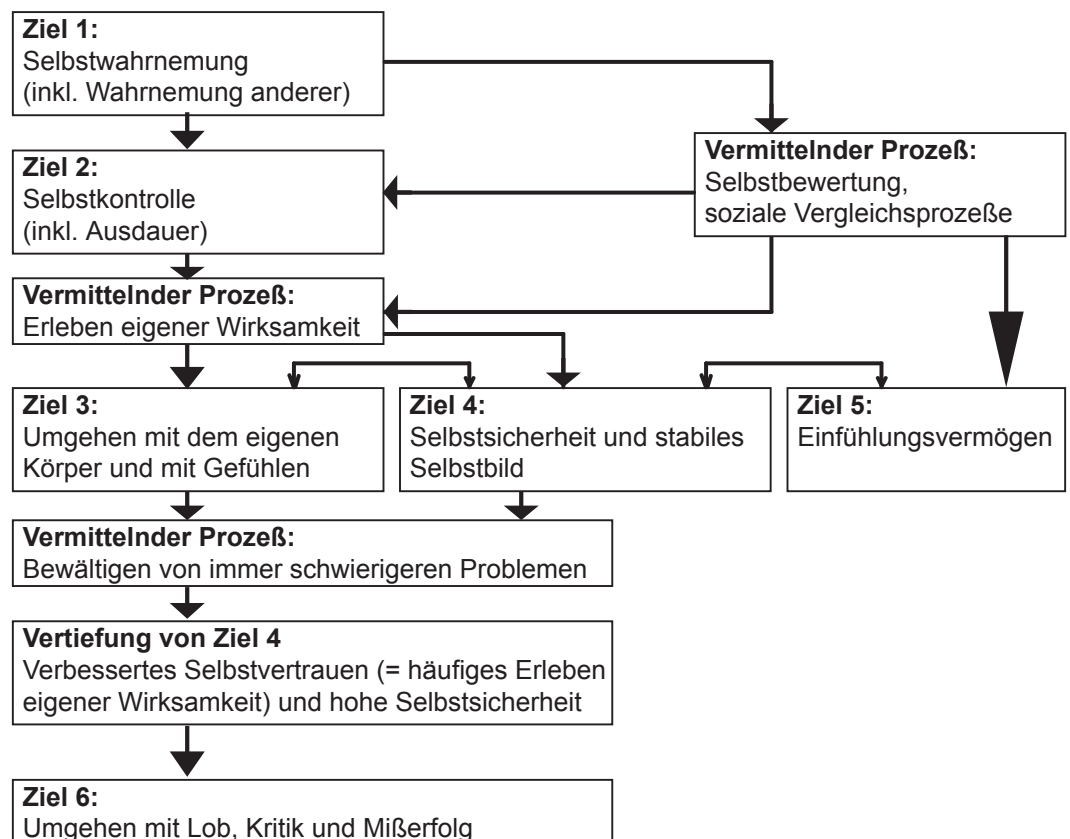 Ziel 1:
Selbstwahrnemung
(inkl. Wahrnemung anderer)
Vermittelnder Prozeß:
Selbstbewertung,
soziale Vergleichsprozeße
Ziel 2:
Selbstkontrolle
(inkl. Ausdauer)
Vermittelnder Prozeß:
Erleben eigener Wirksamkeit
Ziel 3:
Umgehen mit dem eigenen
Körper und mit Gefühlen
Ziel 4:
Selbstsicherheit und stabiles
Selbstbild
Ziel 5:
Einfühlungsvermögen
Vermittelnder Prozeß:
Bewältigen von immer schwierigeren Problemen
Vertiefung von Ziel 4
Verbessertes Selbstvertrauen (= häufiges Erleben
eigener Wirksamkeit) und hohe Selbstsicherheit
Ziel 6:
Umgehen mit Lob, Kritik und Mißerfolg